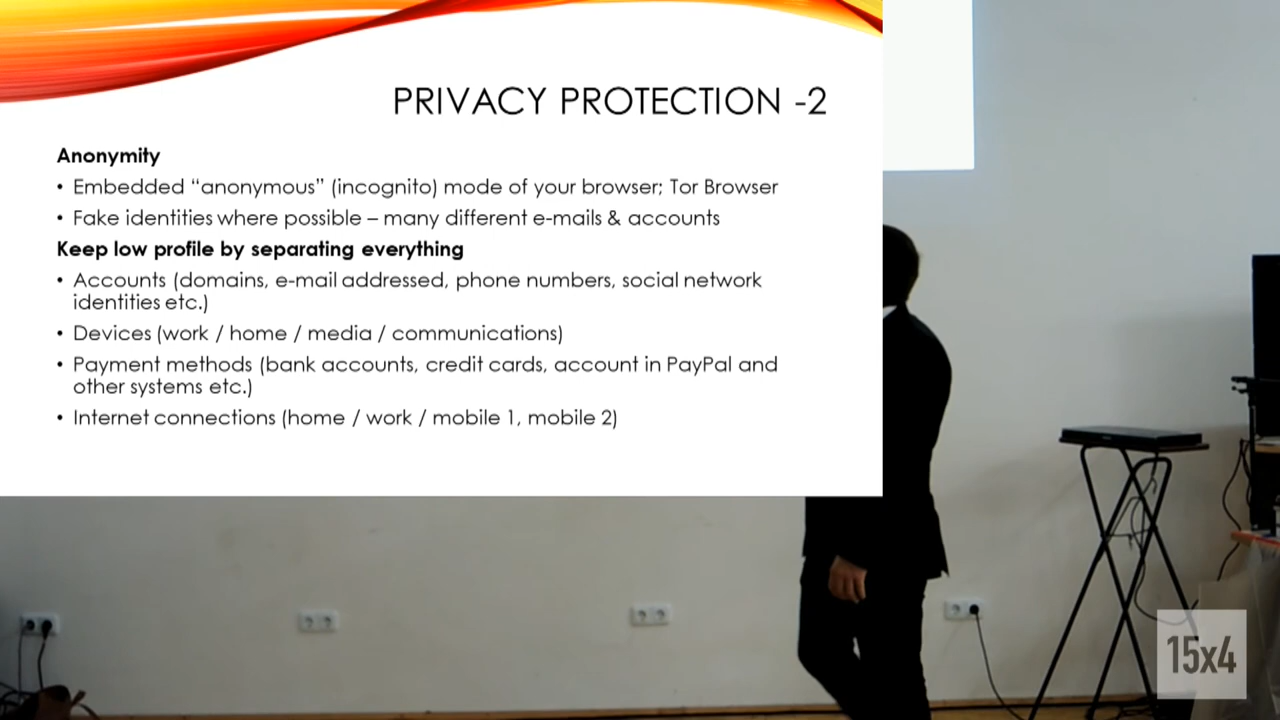 PRIVACY PROTECTION -2
Anonymity
• Embedded “anonymous” (incognito) mode of your browser; Tor Browser
• Fake identities where possible – many different e-mails & accounts
Keep low profile by separating everything
• Accounts (domains, e-mail addressed, phone numbers, social network
identities etc.)
• Devices (work / home / media / communications)
• Payment methods (bank accounts, credit cards, account in PayPal and
other systems etc.)
• Internet connections (home / work / mobile 1, mobile 2)
15x4